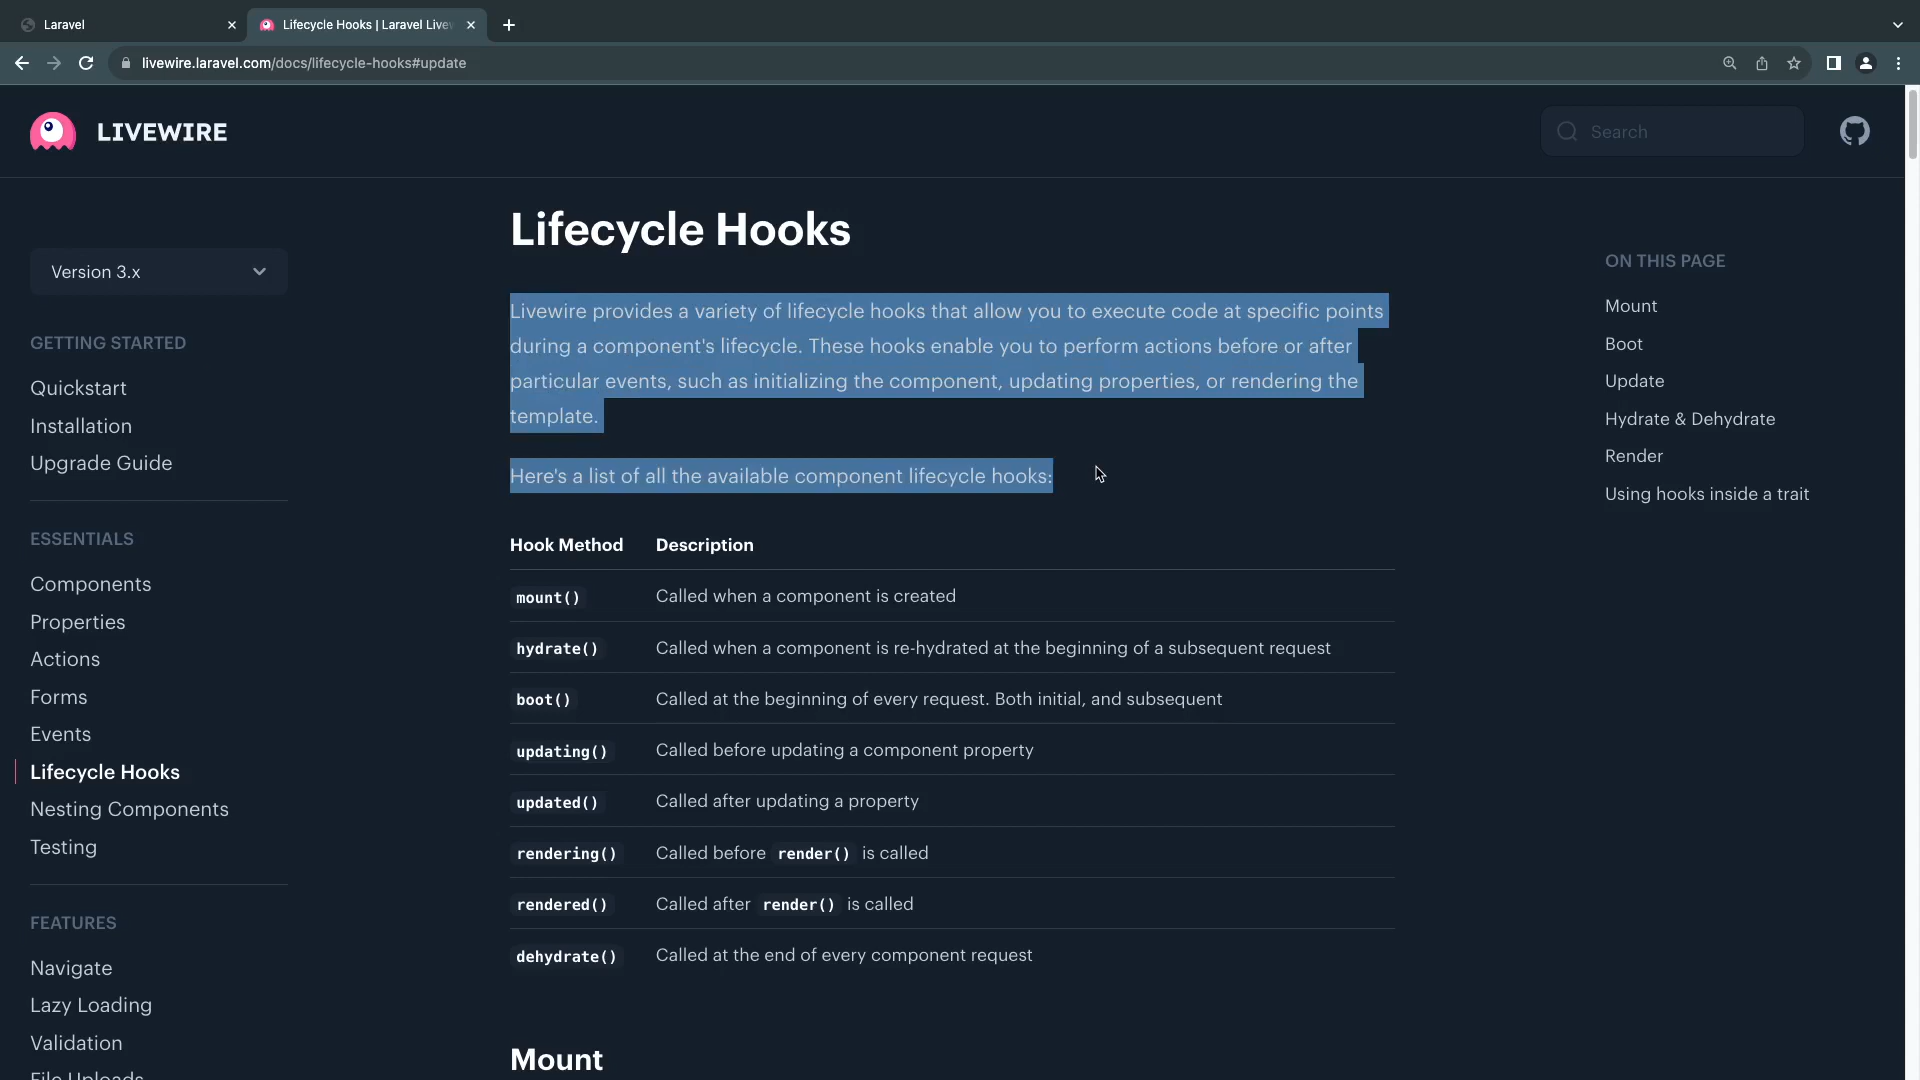 Laravel
Lifecycle Hooks | Laravel Livew
livewire.laravel.com/docs/lifecycle-hooks#update
LIVEWIRE
Search
Version 3.x
GETTING STARTED
Quickstart
Installation
Upgrade Guide
ESSENTIALS
Components
Properties
Actions
Forms
Events
Lifecycle Hooks
Nesting Components
Testing
FEATURES
Navigate
Lazy Loading
Validation
File Uploads
Lifecycle Hooks
Livewire provides a variety of lifecycle hooks that allow you to execute code at specific points
during a component's lifecycle. These hooks enable you to perform actions before or after
particular events, such as initializing the component, updating properties, or rendering the
template.
Here's a list of all the available component lifecycle hooks:
Hook Method Description
mount() Called when a component is created
hydrate() Called when a component is re-hydrated at the beginning of a subsequent request
boot() Called at the beginning of every request. Both initial, and subsequent
updating() Called before updating a component property
updated() Called after updating a property
rendering() Called before render() is called
rendered() Called after render() is called
dehydrate() Called at the end of every component request
Mount
ON THIS PAGE
Mount
Boot
Update
Hydrate & Dehydrate
Render
Using hooks inside a trait